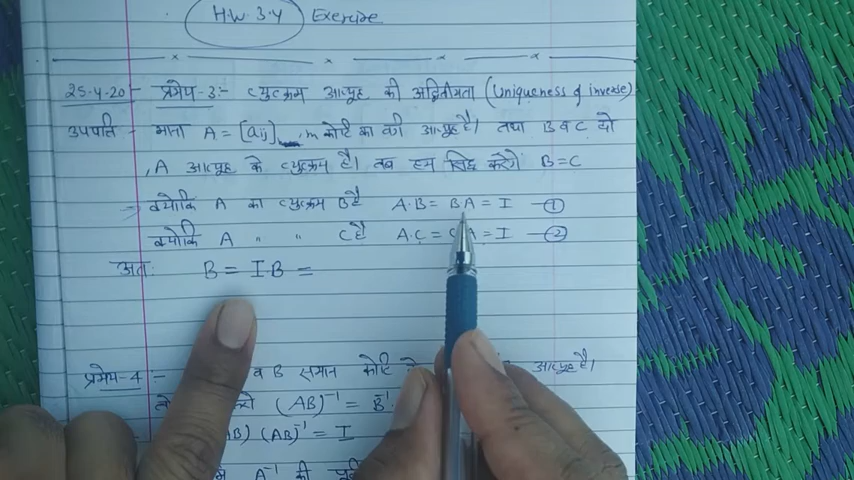 H.W. 3.4 Exercise
25.4.20 - प्रमेय-3:- व्युत्क्रम आव्यूह की अद्वितीयता (Uniqueness of inverse)
उपपति - माना A = [aij] m कोटि का वर्ग आव्यूह है। तथा B व C दो
A आव्यूह के व्युत्क्रम है। तब हम सिद्ध करेंगे B=C
क्योकि A का व्युत्क्रम B है A.B = BA = I - ①
क्योकि A " " C है AC = A = I - ②
अतः B = I.B =
प्रमेय-4:- व B समान कोटि आव्यूह है।
(AB)⁻¹ = B⁻¹
(AB)⁻¹ = I
A⁻¹ की